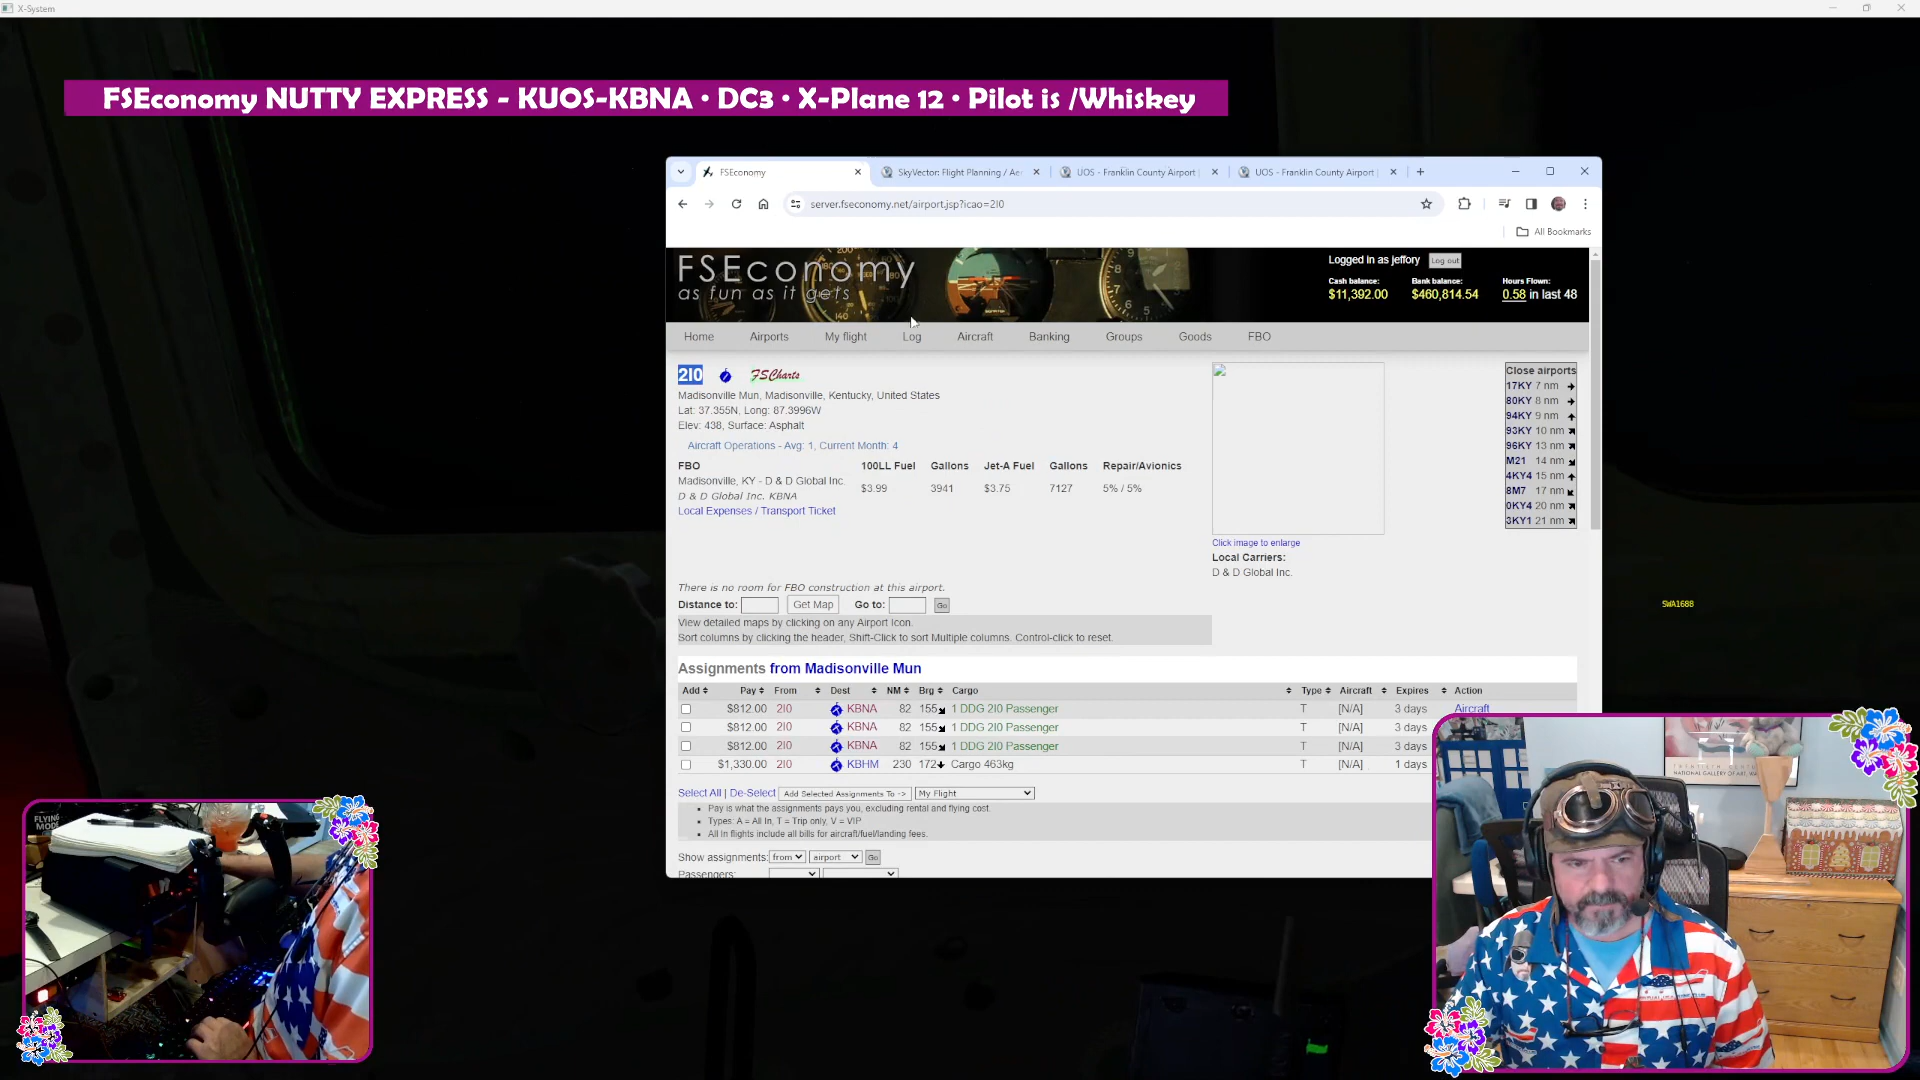 X-System
FSEconomy NUTTY EXPRESS - KUOS-KBNA • DC3 • X-Plane 12 • Pilot is /Whiskey
FSEconomy
SkyVector: Flight Planning / Ae
UOS - Franklin County Airport
UOS - Franklin County Airport
server.fseconomy.net/airport.jsp?icao=2I0
All Bookmarks
FSEconomy
as fun as it gets
Logged in as jeffory Log out
Cash balance: Bank balance: Hours Flown:
$11,392.00 $460,814.54 0.58 in last 48
Home Airports My flight Log Aircraft Banking Groups Goods FBO
2I0 FSCharts
Madisonville Mun, Madisonville, Kentucky, United States
Lat: 37.355N, Long: 87.3996W
Elev: 438, Surface: Asphalt
Aircraft Operations - Avg: 1, Current Month: 4
FBO 100LL Fuel Gallons Jet-A Fuel Gallons Repair/Avionics
Madisonville, KY - D & D Global Inc. $3.99 3941 $3.75 7127 5% / 5%
D & D Global Inc. KBNA
Local Expenses / Transport Ticket
Click image to enlarge
Local Carriers:
D & D Global Inc.
Close airports
17KY 7 nm
80KY 8 nm
94KY 9 nm
93KY 10 nm
96KY 13 nm
M21 14 nm
4KY4 15 nm
8M7 17 nm
0KY4 20 nm
3KY1 21 nm
There is no room for FBO construction at this airport.
Distance to: Get Map Go to: Go
View detailed maps by clicking on any Airport Icon.
Sort columns by clicking the header, Shift-Click to sort Multiple columns. Control-click to reset.
SWA1688
Assignments from Madisonville Mun
Add Pay From Dest NM Brg Cargo Type Aircraft Expires Action
$812.00 2I0 KBNA 82 155 1 DDG 2I0 Passenger T [N/A] 3 days Aircraft
$812.00 2I0 KBNA 82 155 1 DDG 2I0 Passenger T [N/A] 3 days
$812.00 2I0 KBNA 82 155 1 DDG 2I0 Passenger T [N/A] 3 days
$1,330.00 2I0 KBHM 230 172 Cargo 463kg T [N/A] 1 days
Select All | De-Select Add Selected Assignments To -> My Flight
Pay is what the assignments pays you, excluding rental and flying cost.
Types: A = All In, T = Trip only, V = VIP
All In flights include all bills for aircraft/fuel/landing fees.
Show assignments: from airport Go
Passengers:
FLYING
NATIONAL GALLERY OF ART, WA